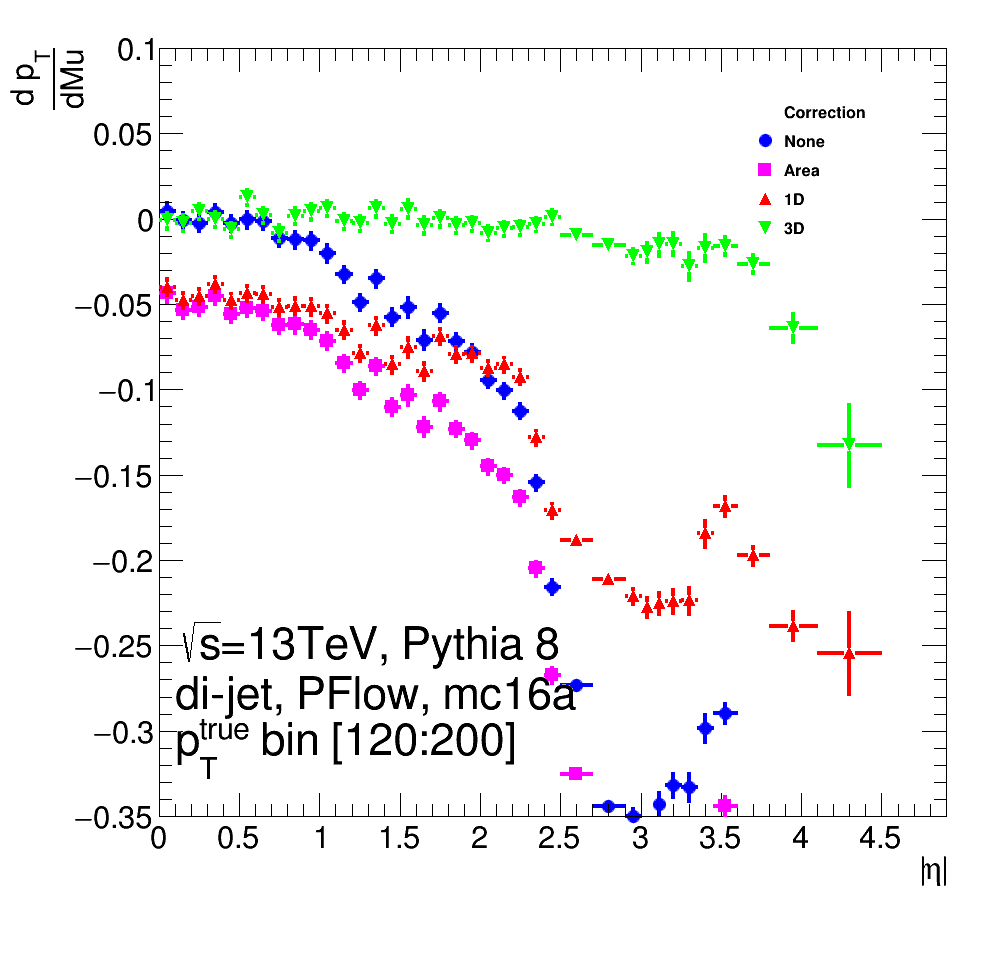 d p_T
dMu
0.1
0.05
0
−0.05
−0.1
−0.15
−0.2
−0.25
−0.3
−0.35
Correction
None
Area
1D
3D
√s=13TeV, Pythia 8
di-jet, PFlow, mc16a
p_T^true bin [120:200]
0 0.5 1 1.5 2 2.5 3 3.5 4 4.5
|η|